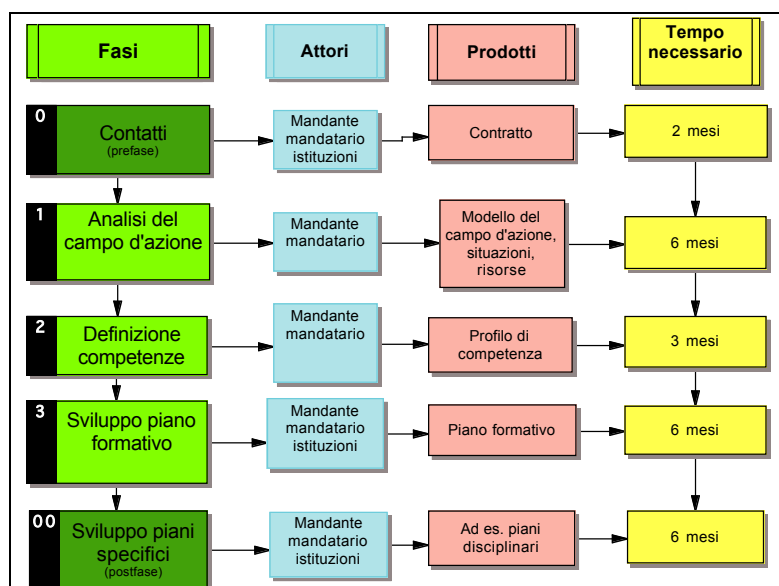 Fasi
Attori
Prodotti
Tempo
necessario
0
Contatti
(prefase)
Mandante
mandatario
istituzioni
Contratto
2 mesi
1
Analisi del
campo d'azione
Mandante
mandatario
Modello del
campo d'azione,
situazioni,
risorse
6 mesi
2
Definizione
competenze
Mandante
mandatario
Profilo di
competenza
3 mesi
3
Sviluppo piano
formativo
Mandante
mandatario
istituzioni
Piano formativo
6 mesi
00
Sviluppo piani
specifici
(postfase)
Mandante
mandatario
istituzioni
Ad es. piani
disciplinari
6 mesi